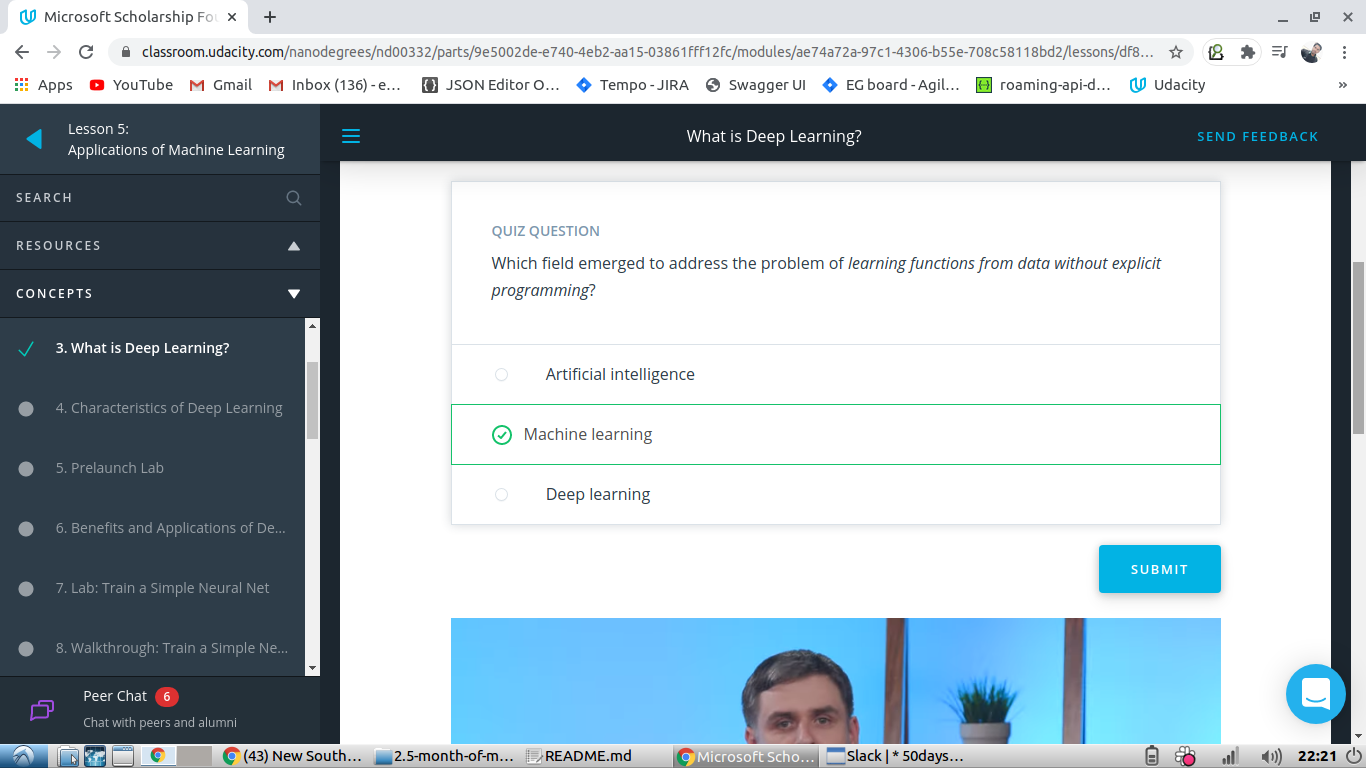 Microsoft Scholarship Fou
classroom.udacity.com/nanodegrees/nd00332/parts/9e5002de-e740-4eb2-aa15-03861fff12fc/modules/ae74a72a-97c1-4306-b55e-708c58118bd2/lessons/df8...
Apps YouTube Gmail Inbox (136) - e... JSON Editor O... Tempo - JIRA Swagger UI EG board - Agil... roaming-api-d... Udacity »
Lesson 5:
Applications of Machine Learning
What is Deep Learning?
SEND FEEDBACK
SEARCH
RESOURCES
CONCEPTS
3. What is Deep Learning?
4. Characteristics of Deep Learning
5. Prelaunch Lab
6. Benefits and Applications of De...
7. Lab: Train a Simple Neural Net
8. Walkthrough: Train a Simple Ne...
Peer Chat 6
Chat with peers and alumni
QUIZ QUESTION
Which field emerged to address the problem of learning functions from data without explicit
programming?
Artificial intelligence
Machine learning
Deep learning
SUBMIT
(43) New South... 2.5-month-of-m... README.md Microsoft Scho... Slack | * 50days... 22:21